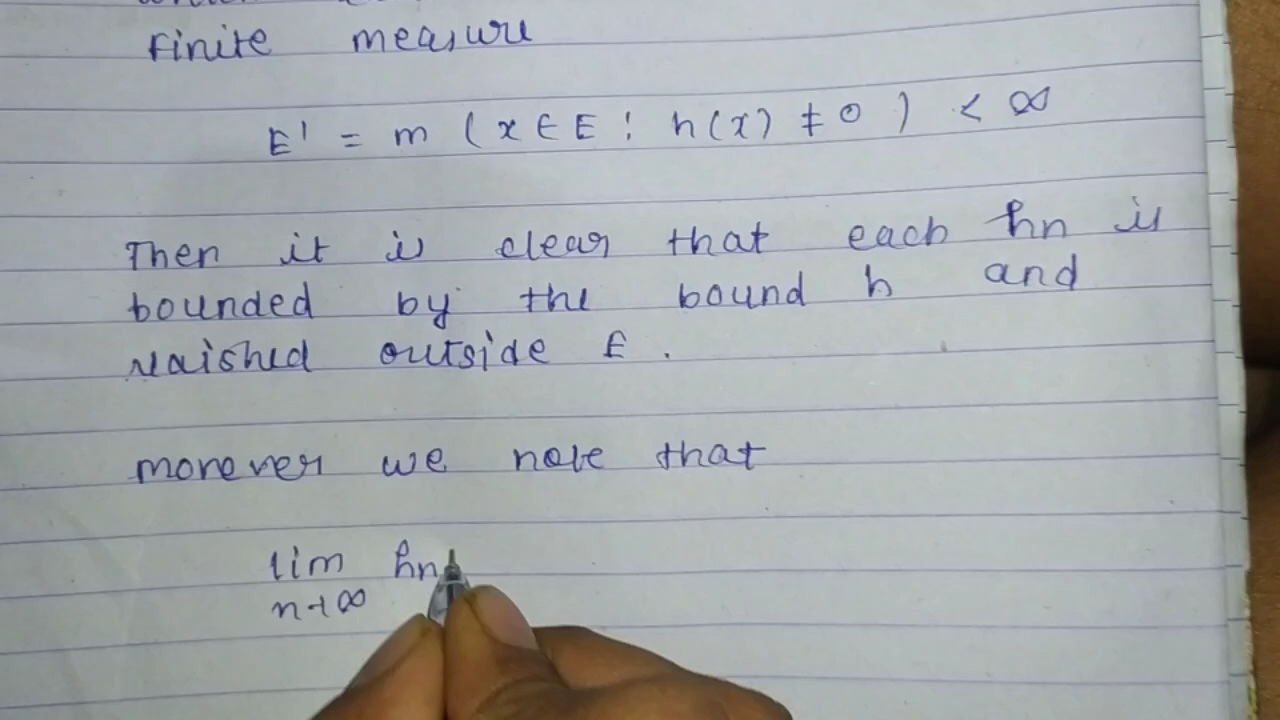 Finite measure
E' = m ( x ∈ E : h(x) ≠ 0 ) < ∞
Then it is clear that each hn is
bounded by the bound h and
vaished outside E .
morever we note that
lim hn
n→∞